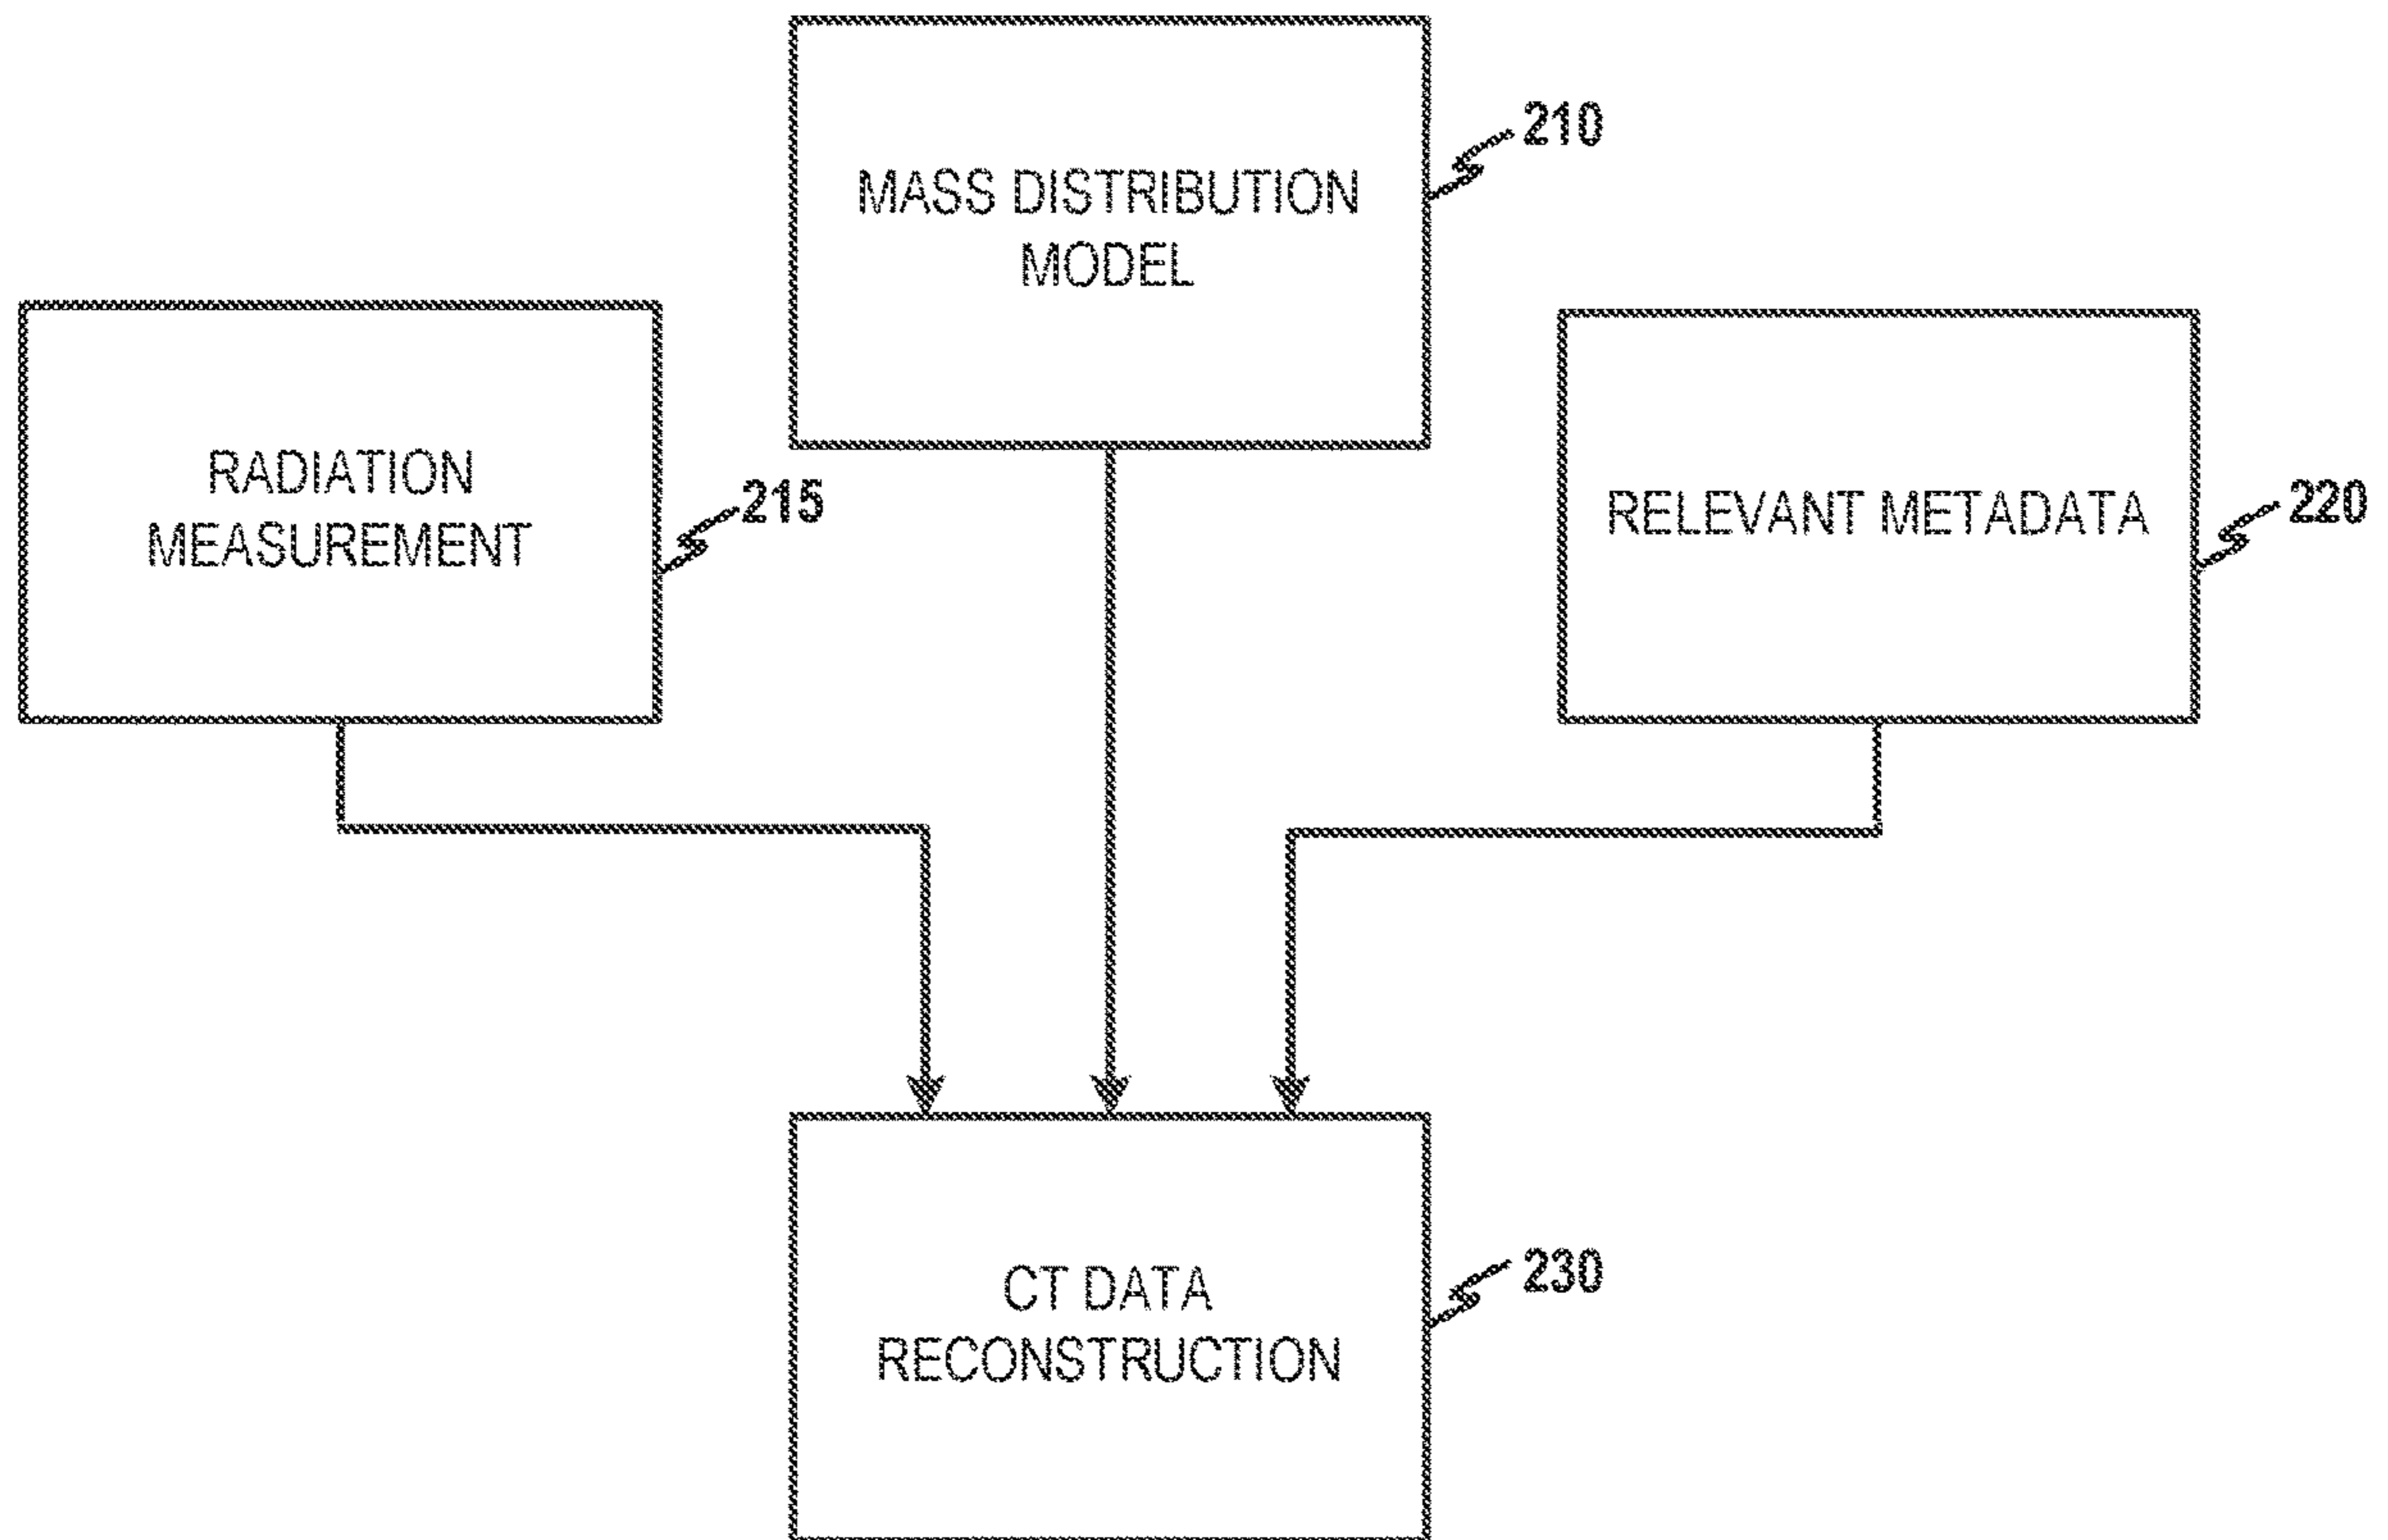 210
MASS DISTRIBUTION
MODEL
RADIATION
MEASUREMENT
215
RELEVANT METADATA
220
CT DATA
RECONSTRUCTION
230